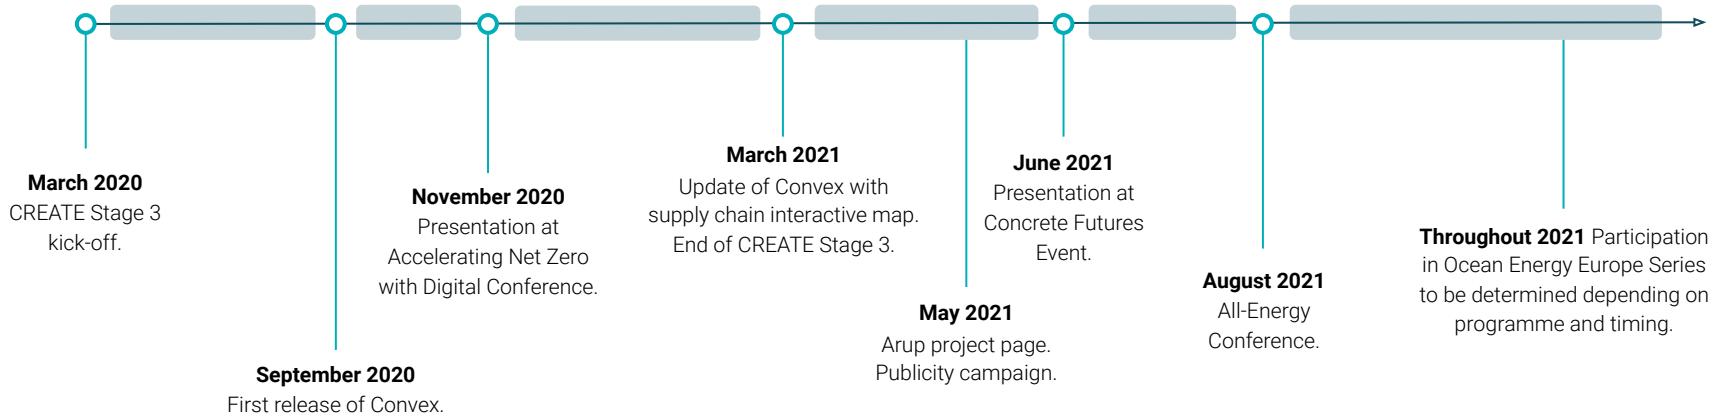 March 2020
CREATE Stage 3
kick-off.
September 2020
First release of Convex.
November 2020
Presentation at
Accelerating Net Zero
with Digital Conference.
March 2021
Update of Convex with
supply chain interactive map.
End of CREATE Stage 3.
May 2021
Arup project page.
Publicity campaign.
June 2021
Presentation at
Concrete Futures
Event.
August 2021
All-Energy
Conference.
Throughout 2021 Participation
in Ocean Energy Europe Series
to be determined depending on
programme and timing.